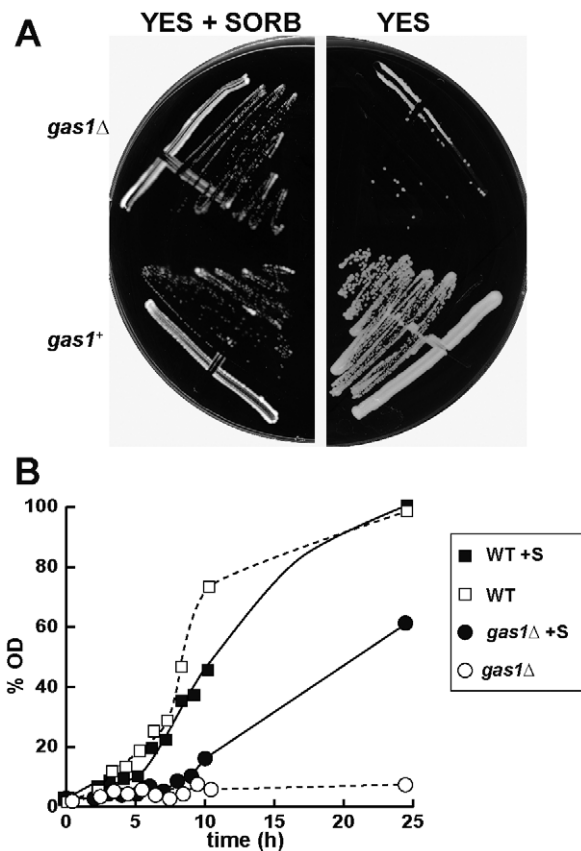 A
YES + SORB
YES
gas1Δ
gas1⁺
B
100
80
60
40
20
0
% OD
0
5
10
15
20
25
time (h)
WT +S
WT
gas1Δ +S
gas1Δ